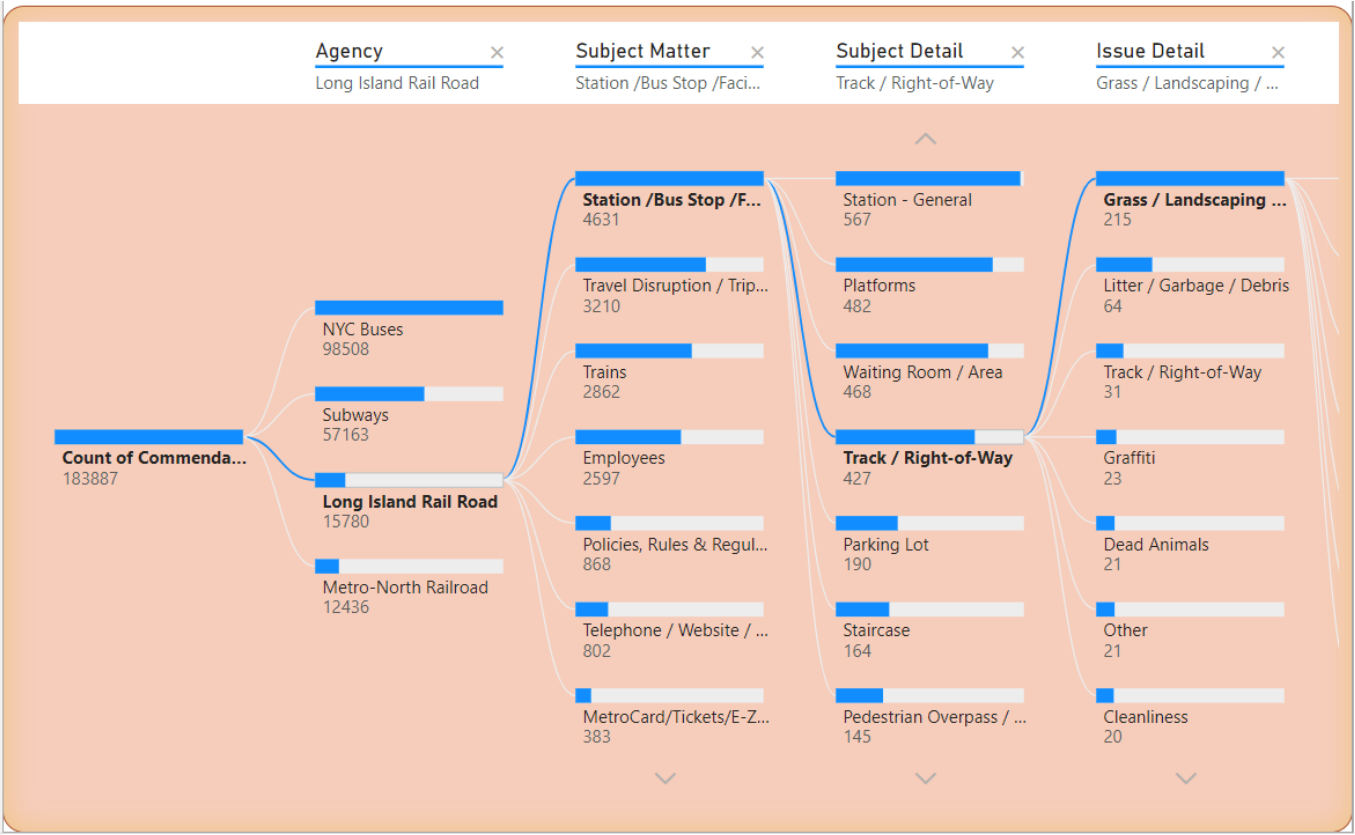 Agency
Long Island Rail Road
Subject Matter
Station /Bus Stop /Faci...
Subject Detail
Track / Right-of-Way
Issue Detail
Grass / Landscaping / ...
Count of Commenda...
183887
NYC Buses
98508
Subways
57163
Long Island Rail Road
15780
Metro-North Railroad
12436
Station /Bus Stop /F...
4631
Travel Disruption / Trip...
3210
Trains
2862
Employees
2597
Policies, Rules & Regul...
868
Telephone / Website / ...
802
MetroCard/Tickets/E-Z...
383
Station - General
567
Platforms
482
Waiting Room / Area
468
Track / Right-of-Way
427
Parking Lot
190
Staircase
164
Pedestrian Overpass / ...
145
Grass / Landscaping ...
215
Litter / Garbage / Debris
64
Track / Right-of-Way
31
Graffiti
23
Dead Animals
21
Other
21
Cleanliness
20